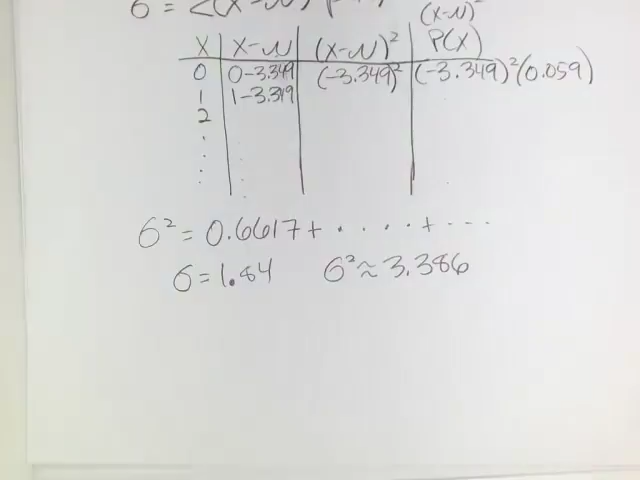 (x-μ)²
x | x-μ | (x-μ)² | P(x)
0 | 0-3.349 | (-3.349)² | (-3.349)²(0.059)
1 | 1-3.349
2
σ² = 0.6617 + ····· + ···
σ = 1.84 σ² ≈ 3.386